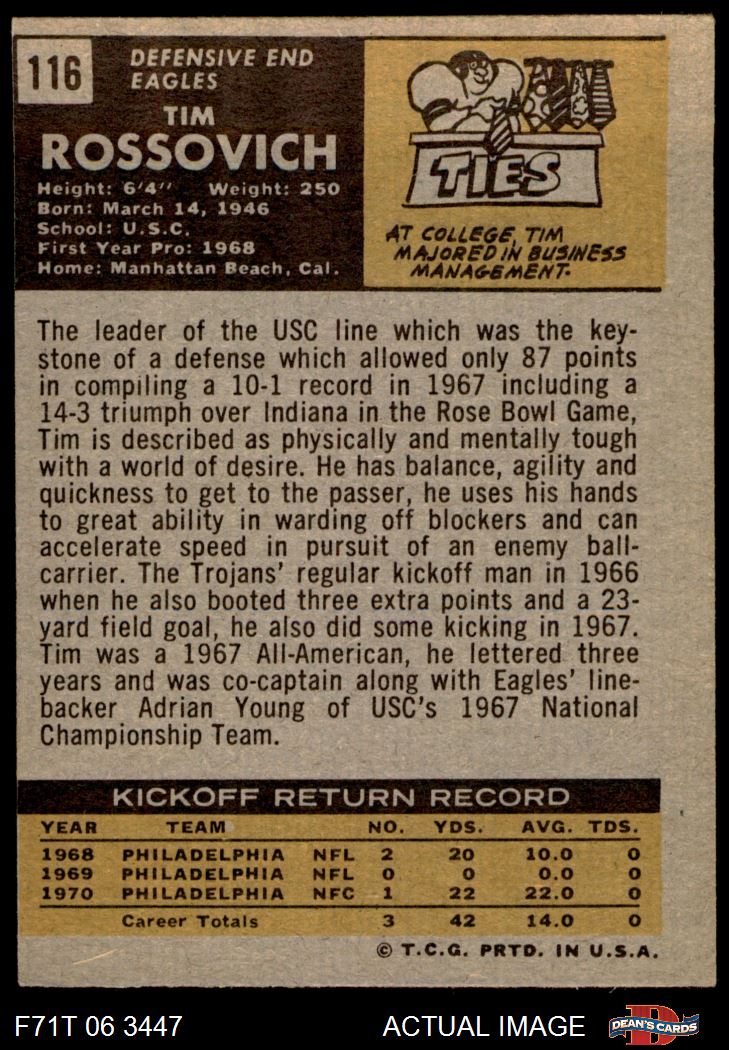 116
DEFENSIVE END
EAGLES
TIM
ROSSOVICH
Height: 6'4" Weight: 250
Born: March 14, 1946
School: U.S.C.
First Year Pro: 1968
Home: Manhattan Beach, Cal.
TIES
AT COLLEGE, TIM
MAJORED IN BUSINESS
MANAGEMENT.
The leader of the USC line which was the key-
stone of a defense which allowed only 87 points
in compiling a 10-1 record in 1967 including a
14-3 triumph over Indiana in the Rose Bowl Game,
Tim is described as physically and mentally tough
with a world of desire. He has balance, agility and
quickness to get to the passer, he uses his hands
to great ability in warding off blockers and can
accelerate speed in pursuit of an enemy ball-
carrier. The Trojans' regular kickoff man in 1966
when he also booted three extra points and a 23-
yard field goal, he also did some kicking in 1967.
Tim was a 1967 All-American, he lettered three
years and was co-captain along with Eagles' line-
backer Adrian Young of USC's 1967 National
Championship Team.
KICKOFF RETURN RECORD
YEAR TEAM NO. YDS. AVG. TDS.
1968 PHILADELPHIA NFL 2 20 10.0 0
1969 PHILADELPHIA NFL 0 0 0.0 0
1970 PHILADELPHIA NFC 1 22 22.0 0
Career Totals 3 42 14.0 0
© T.C.G. PRTD. IN U.S.A.
F71T 06 3447 ACTUAL IMAGE D DEAN'S CARDS